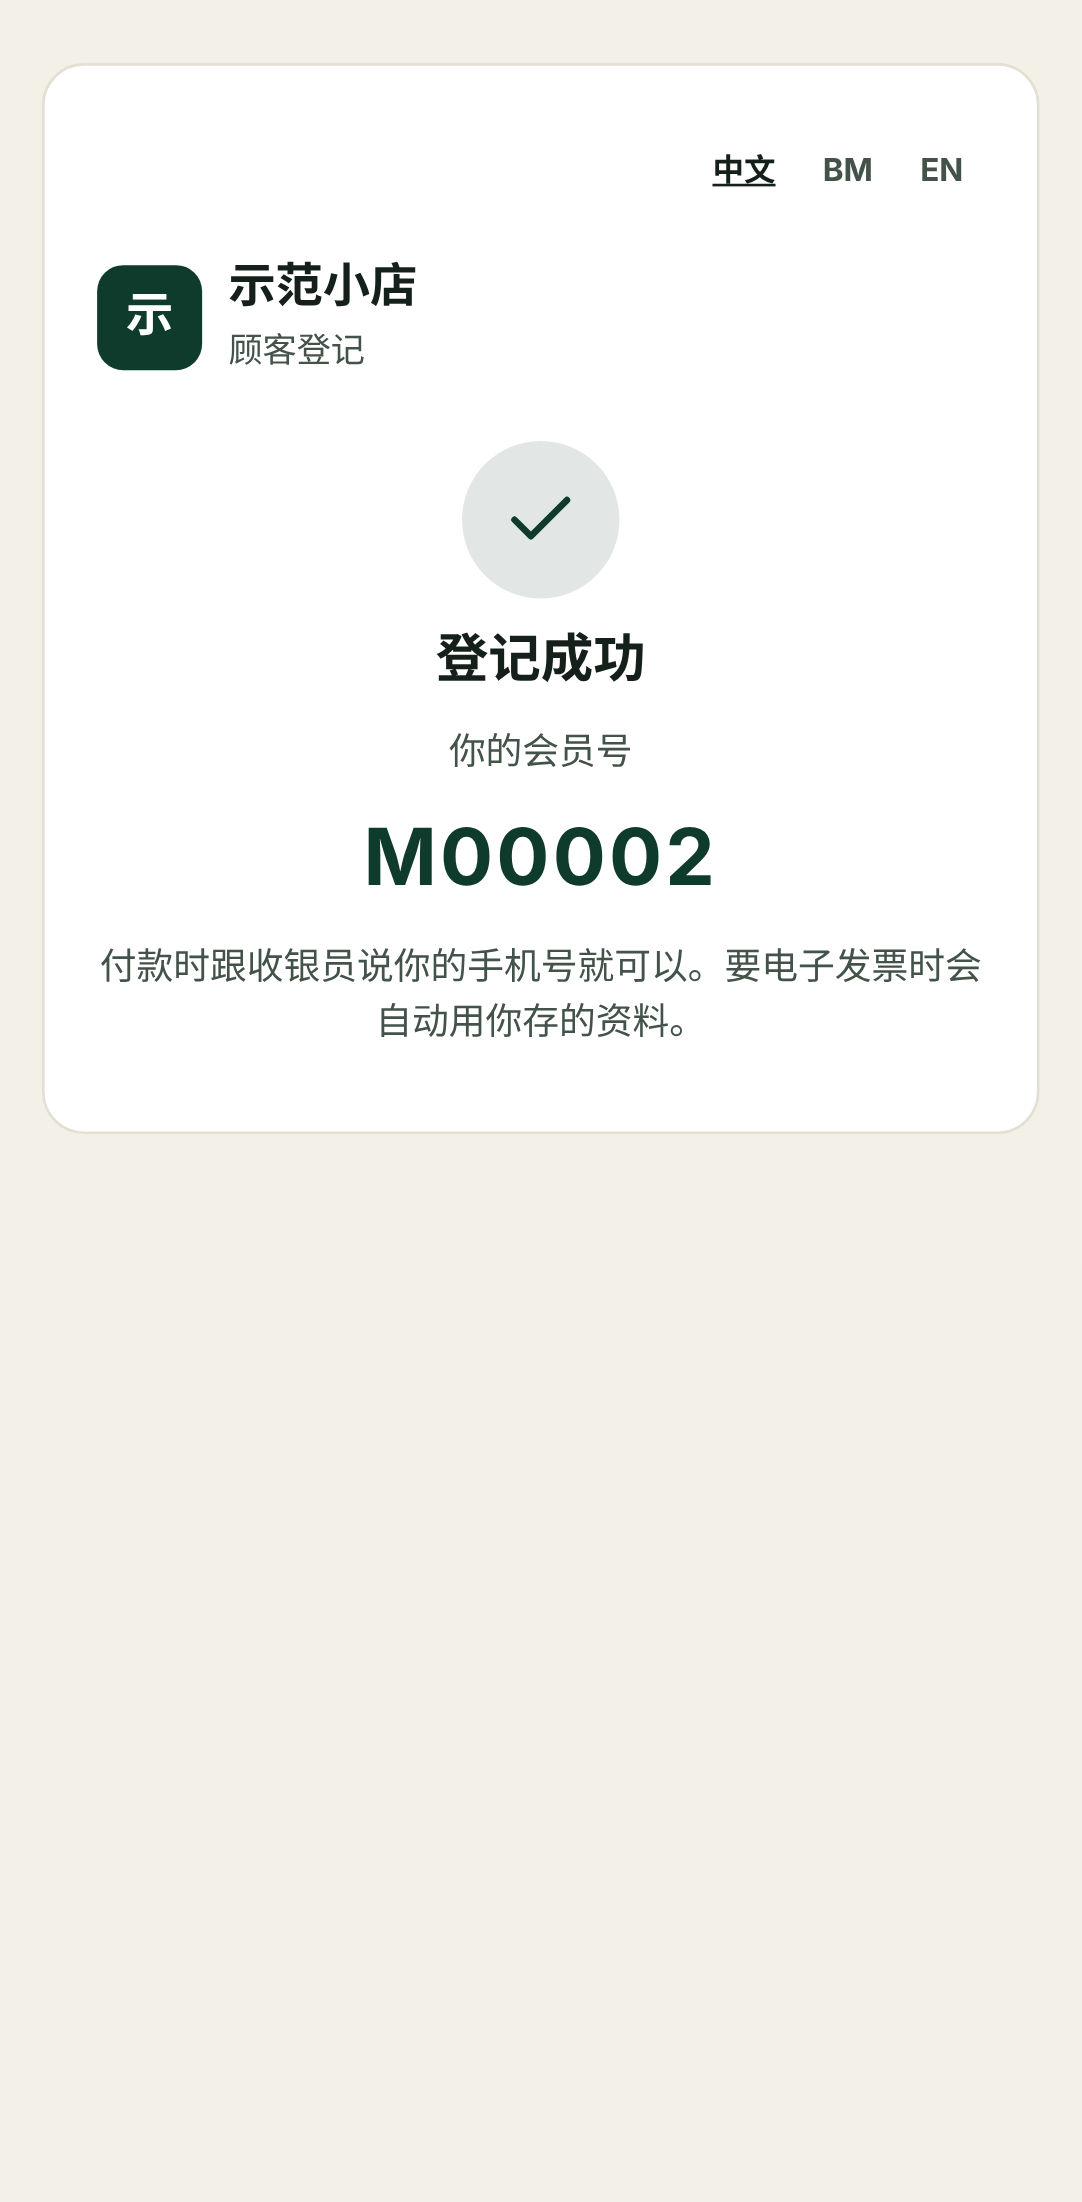 中文 BM EN
示
示范小店
顾客登记
登记成功
你的会员号
M00002
付款时跟收银员说你的手机号就可以。要电子发票时会
自动用你存的资料。